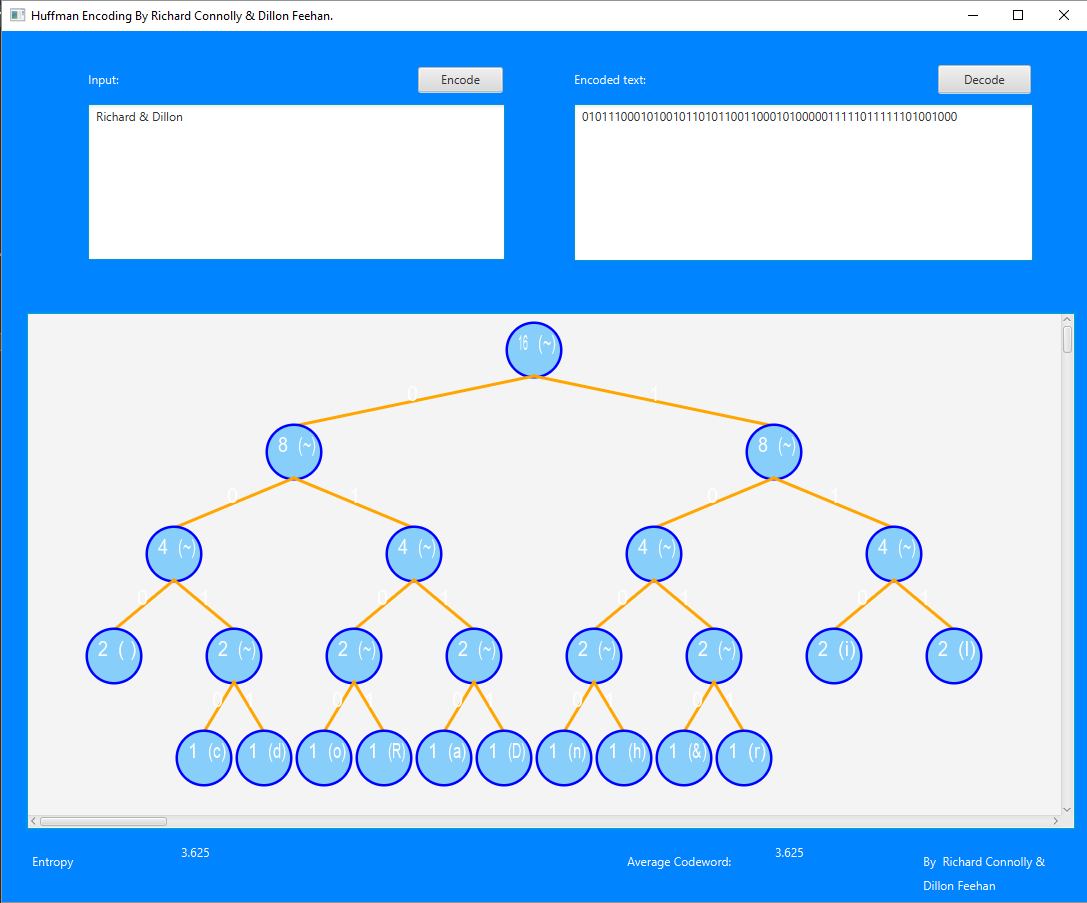 Huffman Encoding By Richard Connolly & Dillon Feehan.
Input:
Encode
Encoded text:
Decode
Richard & Dillon
0101110001010010110101100110001010000011111011111101001000
16 (~)
0 1
8 (~) 8 (~)
0 1 0 1
4 (~) 4 (~) 4 (~) 4 (~)
0 1 0 1 0 1 0 1
2 ( ) 2 (~) 2 (~) 2 (~) 2 (~) 2 (~) 2 (i) 2 (l)
0 1 0 1 0 1 0 1 0 1
1 (c) 1 (d) 1 (o) 1 (R) 1 (a) 1 (D) 1 (n) 1 (h) 1 (&) 1 (r)
Entropy
3.625
Average Codeword:
3.625
By Richard Connolly &
Dillon Feehan